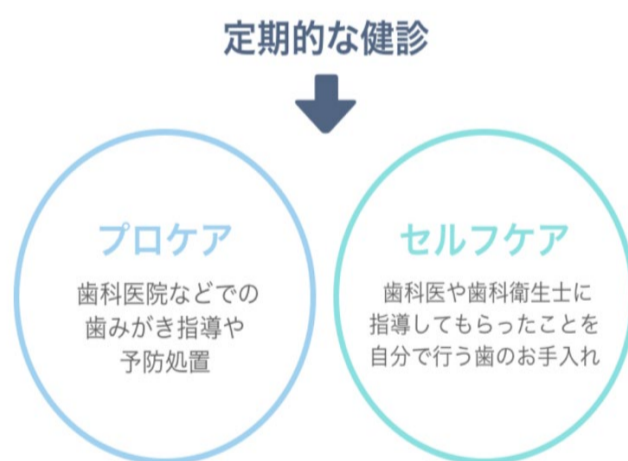 定期的な健診
プロケア
歯科医院などでの
歯みがき指導や
予防処置
セルフケア
歯科医や歯科衛生士に
指導してもらったことを
自分で行う歯のお手入れ